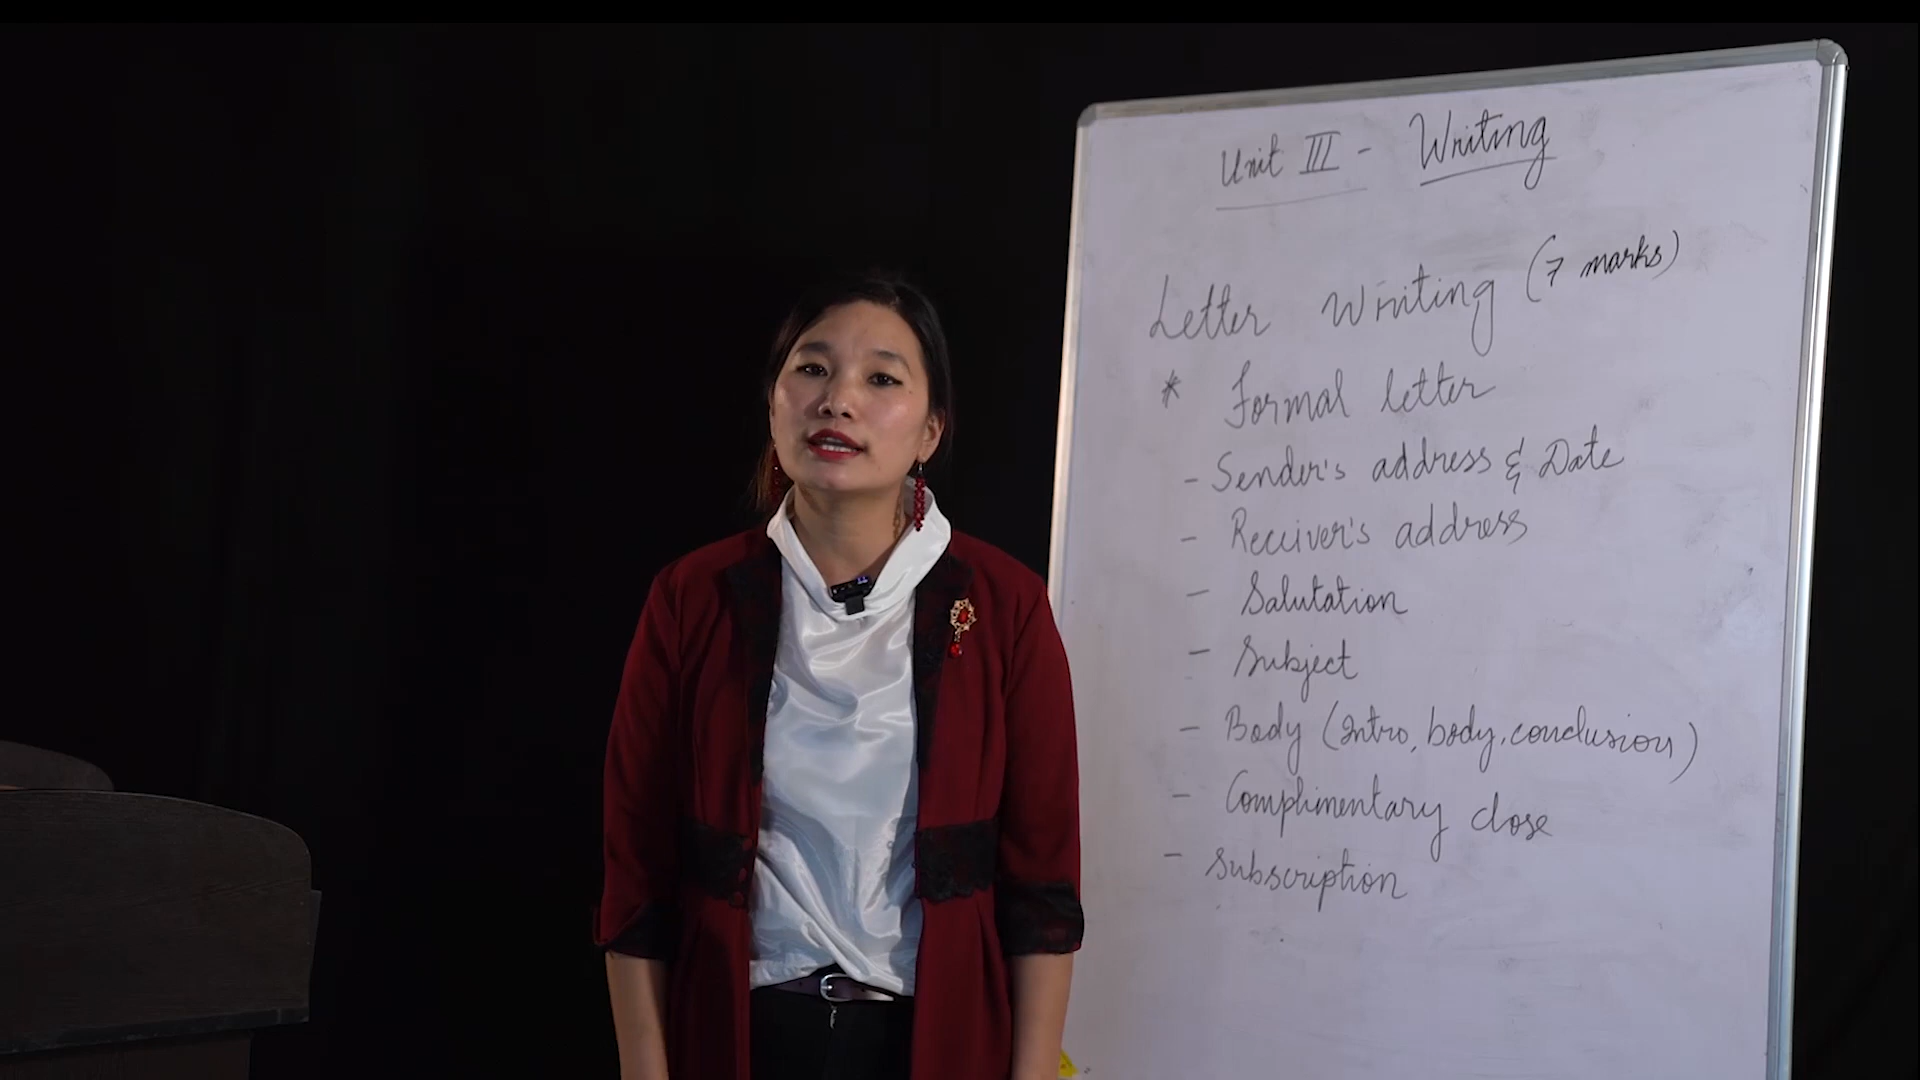 Unit III - Writing
Letter Writing (7 marks)
* Formal letter
- Sender's address & Date
- Receiver's address
- Salutation
- Subject
- Body (Intro, body, conclusion)
- Complimentary close
- Subscription